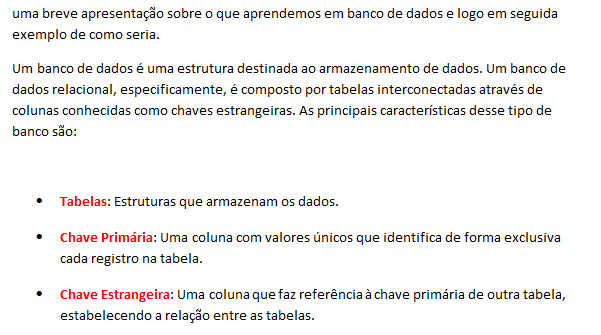 uma breve apresentação sobre o que aprendemos em banco de dados e logo em seguida
exemplo de como seria.
Um banco de dados é uma estrutura destinada ao armazenamento de dados. Um banco de
dados relacional, especificamente, é composto por tabelas interconectadas através de
colunas conhecidas como chaves estrangeiras. As principais características desse tipo de
banco são:
• Tabelas: Estruturas que armazenam os dados.
• Chave Primária: Uma coluna com valores únicos que identifica de forma exclusiva
cada registro na tabela.
• Chave Estrangeira: Uma coluna que faz referência à chave primária de outra tabela,
estabelecendo a relação entre as tabelas.